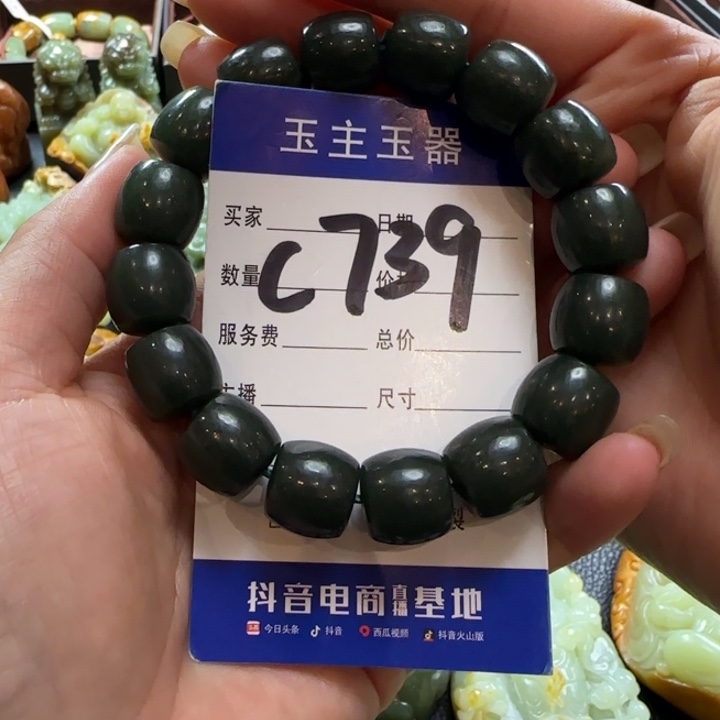 玉主玉器
买家 日期
C739
数量
服务费 总价
主播 尺寸
抖音电商直播基地
今日头条 抖音 西瓜视频 抖音火山版